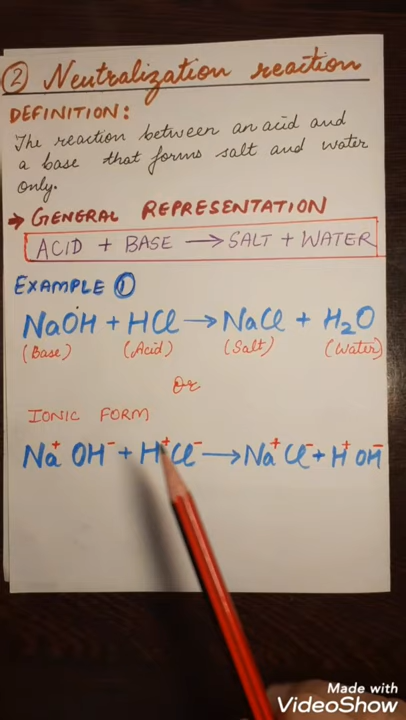 ② Neutralization reaction
DEFINITION:
The reaction between an acid and
a base that forms salt and water
only.
→ GENERAL REPRESENTATION
ACID + BASE → SALT + WATER
EXAMPLE ①
NaOH + HCl → NaCl + H₂O
(Base) (Acid) (Salt) (Water)
Or
IONIC FORM
Na⁺ OH⁻ + H⁺ Cl⁻ → Na⁺ Cl⁻ + H⁺ OH⁻
Made with
VideoShow